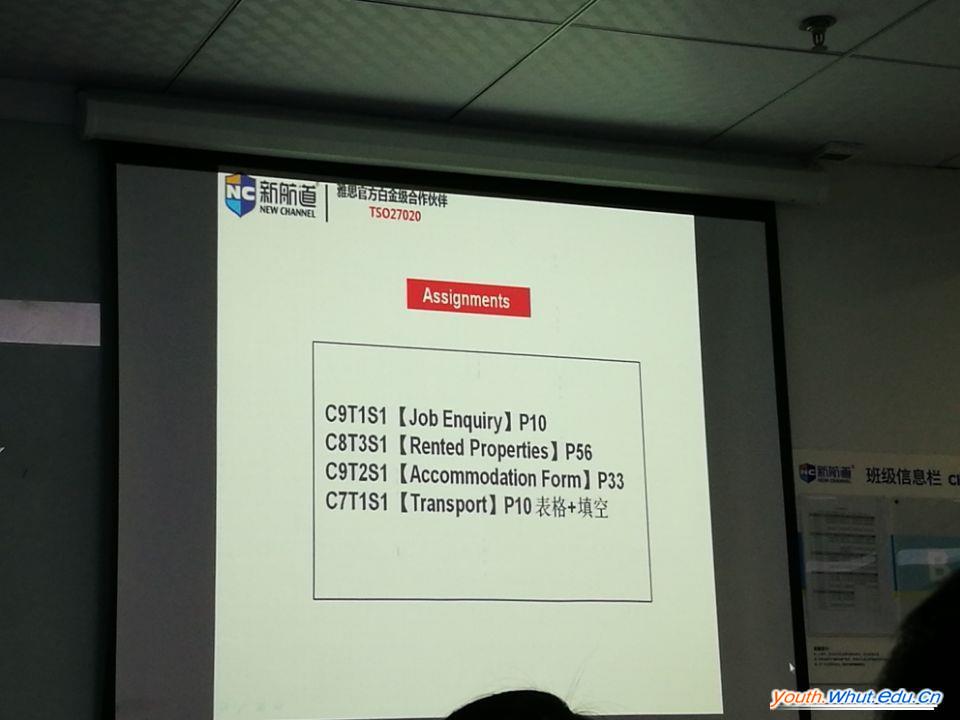 NC 新航道
NEW CHANNEL
雅思官方白金级合作伙伴
TSO27020
Assignments
C9T1S1【Job Enquiry】P10
C8T3S1【Rented Properties】P56
C9T2S1【Accommodation Form】P33
C7T1S1【Transport】P10 表格+填空
NC 新航道
NEW CHANNEL
班级信息栏
B
youth.Whut.edu.Cn